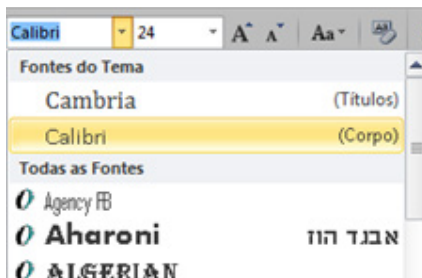 Calibri 24 A A Aa
Fontes do Tema
Cambria (Títulos)
Calibri (Corpo)
Todas as Fontes
O Agency FB
O Aharoni אבגד הוז
O ALGERIAN